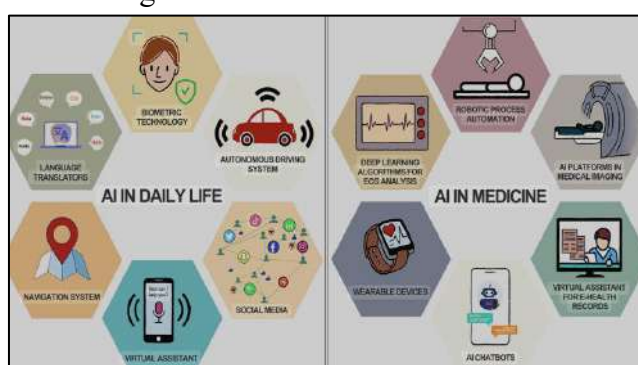 BIOMETRIC
TECHNOLOGY
LANGUAGE
TRANSLATORS
AUTONOMOUS DRIVING
SYSTEM
AI IN DAILY LIFE
NAVIGATION SYSTEM
SOCIAL MEDIA
VIRTUAL ASSISTANT
ROBOTIC PROCESS
AUTOMATION
DEEP LEARNING
ALGORITHMS FOR
ECG ANALYSIS
AI PLATFORMS IN
MEDICAL IMAGING
AI IN MEDICINE
WEARABLE DEVICES
VIRTUAL ASSISTANT
FOR E-HEALTH
RECORDS
AI CHATBOTS